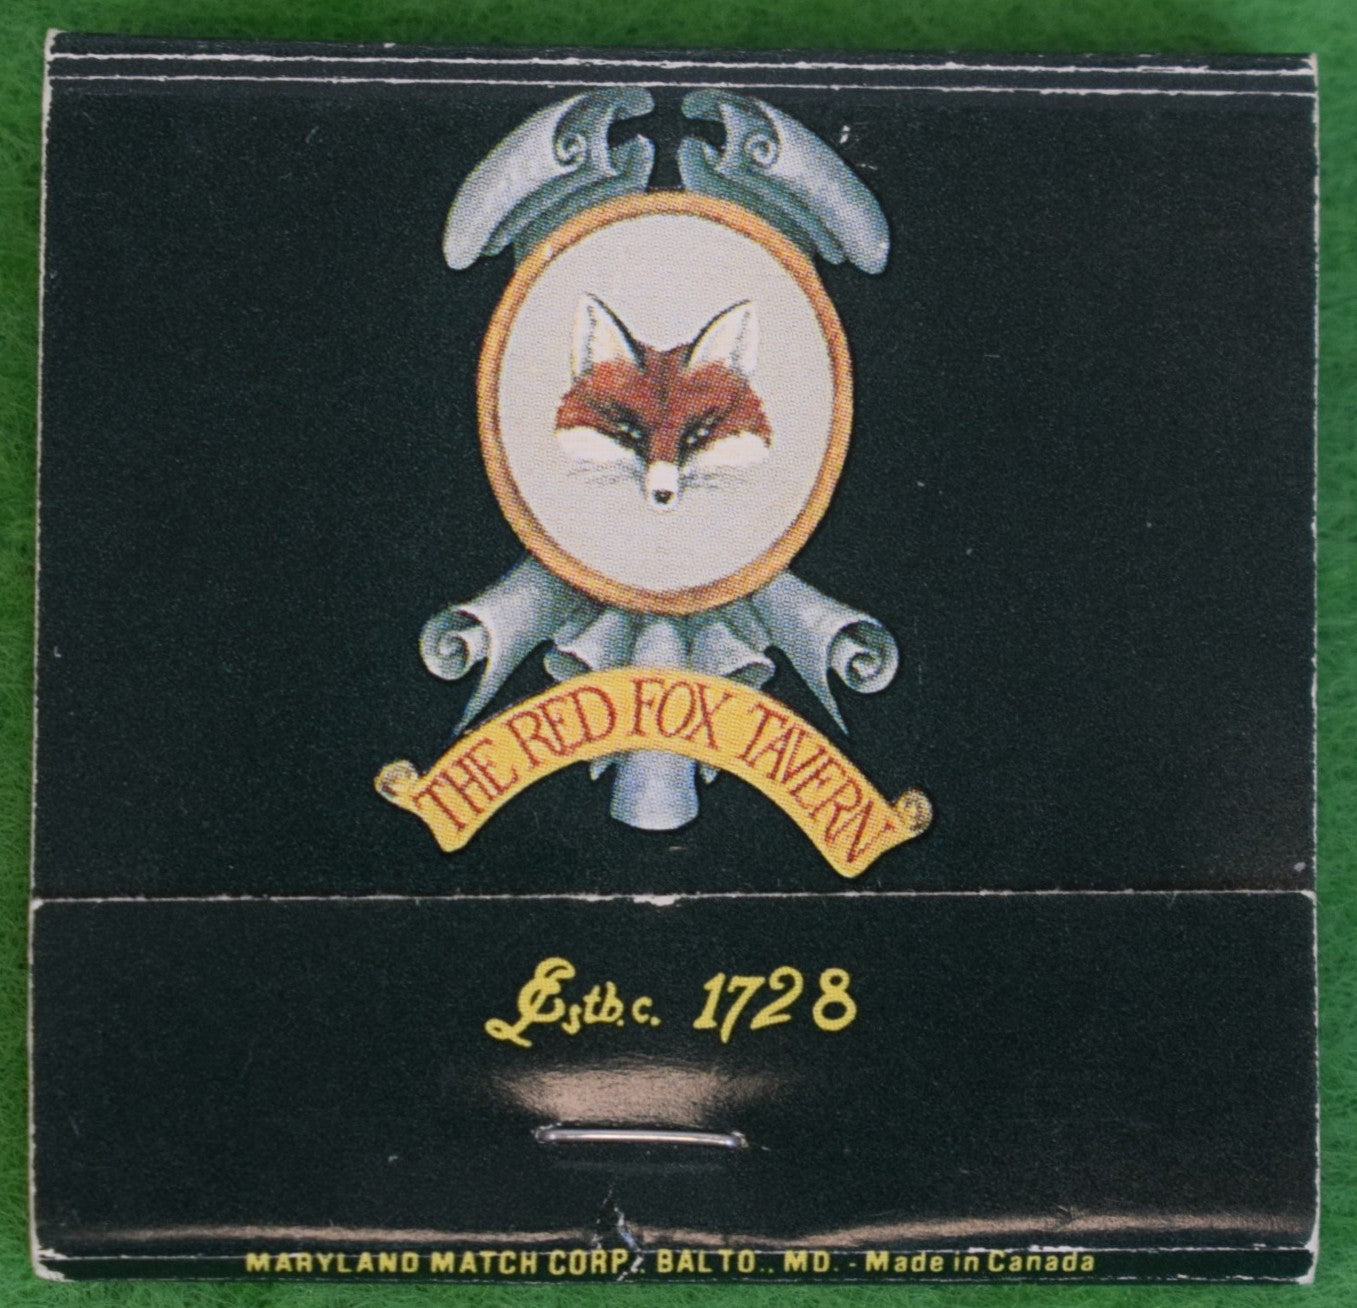 THE RED FOX TAVERN
Estb.c. 1728
MARYLAND MATCH CORP., BALTO., MD. - Made in Canada